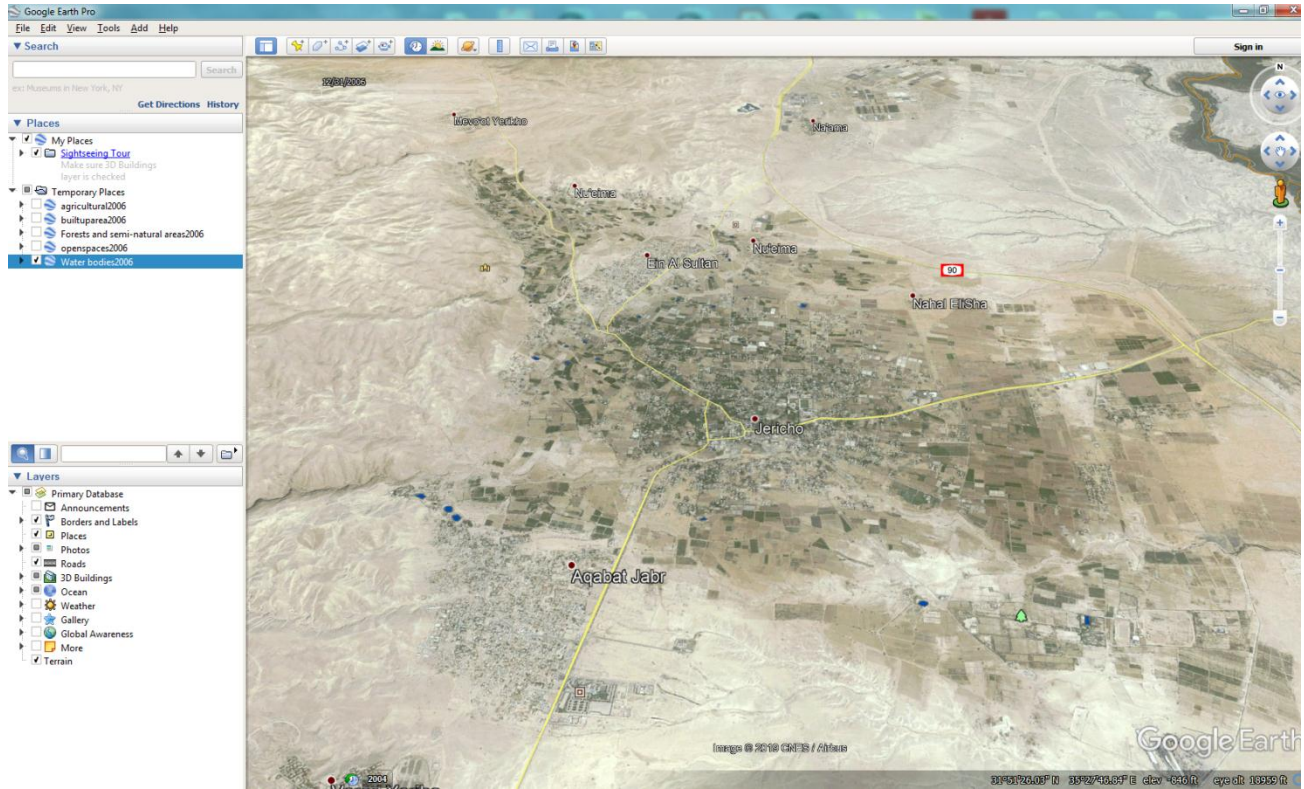 Google Earth Pro
File Edit View Tools Add Help
Search
Search
ex: Museums in New York, NY
Get Directions History
Places
My Places
Sightseeing Tour
Make sure 3D Buildings
layer is checked
Temporary Places
agricultural2006
builtuparea2006
Forests and semi-natural areas2006
openspaces2006
Water bodies2006
Layers
Primary Database
Announcements
Borders and Labels
Places
Photos
Roads
3D Buildings
Ocean
Weather
Gallery
Global Awareness
More
Terrain
Sign in
12/31/2006
N
Mevo'ot Yericho
Na'ama
Nu'eima
Nu'eima
Ein Al-Sultan
90
Nahal Elisha
Jericho
Aqabat Jabr
2004
Image © 2019 CNES / Airbus
Google Earth
31°51'26.03" N 35°27'46.84" E elev -846 ft eye alt 18959 ft